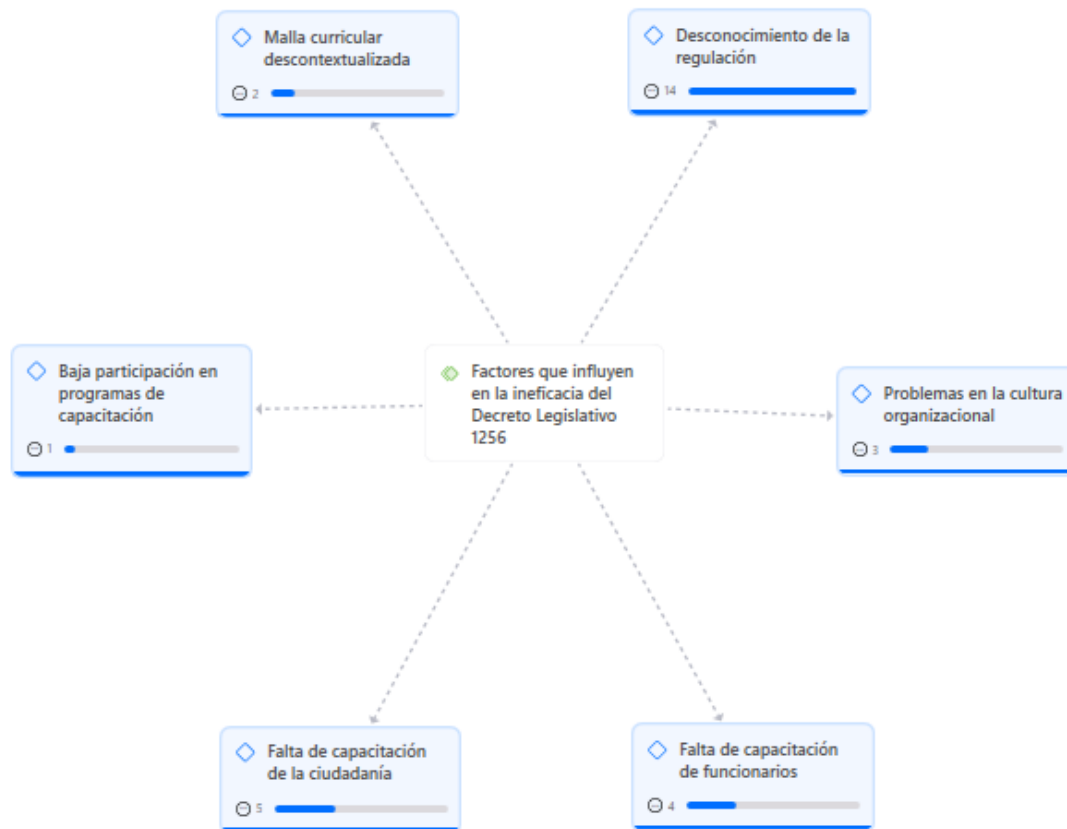 Malla curricular
descontextualizada
2
Desconocimiento de la
regulación
14
Baja participación en
programas de
capacitación
1
Factores que influyen
en la ineficacia del
Decreto Legislativo
1256
Problemas en la cultura
organizacional
3
Falta de capacitación
de la ciudadanía
5
Falta de capacitación
de funcionarios
4